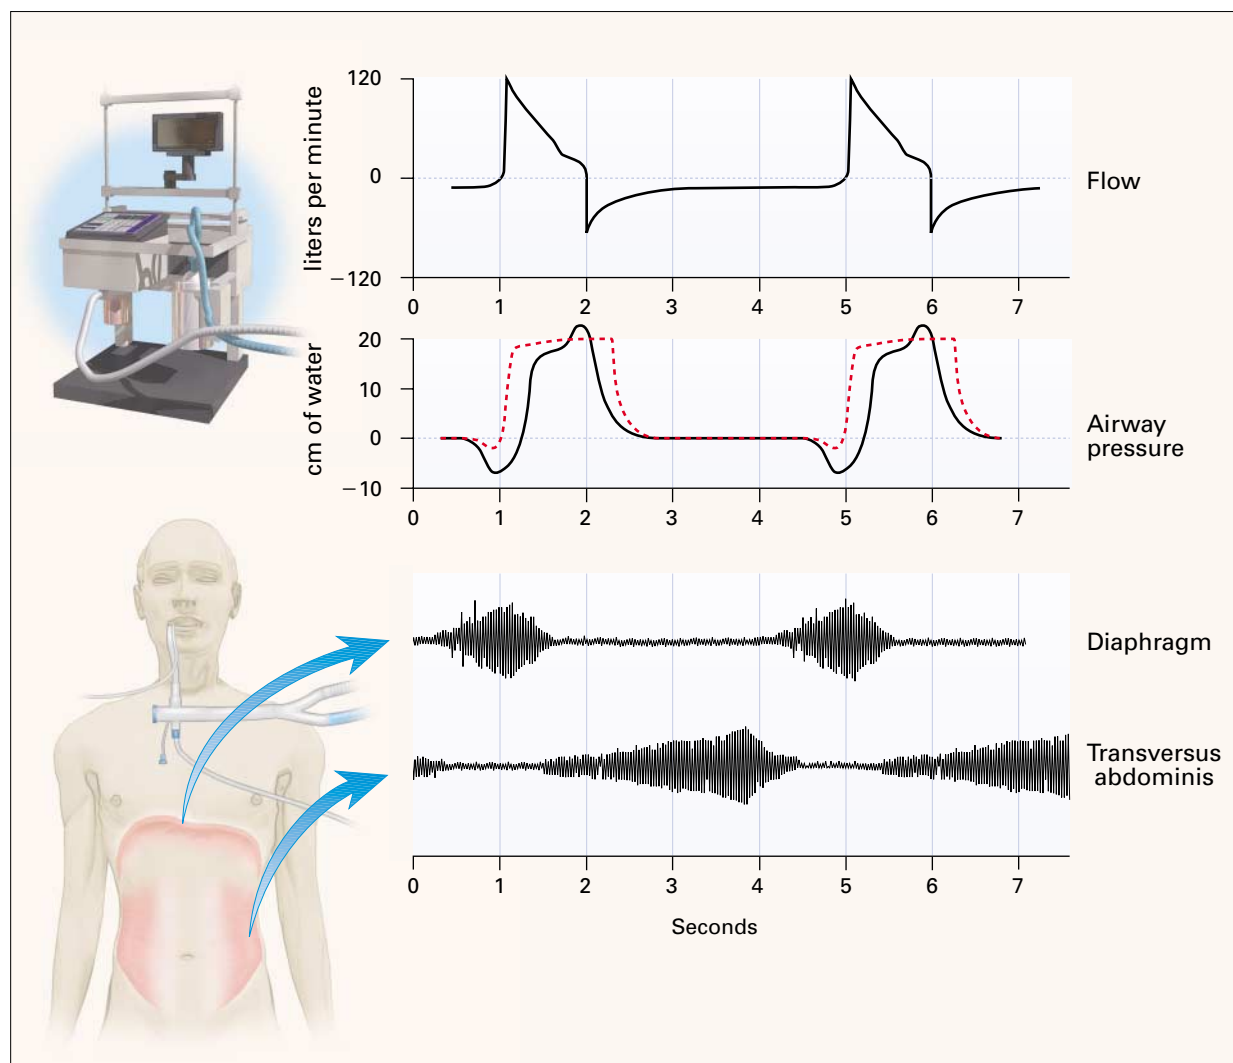 liters per minute
120
0
−120
Flow
0 1 2 3 4 5 6 7
cm of water
20
10
0
−10
Airway
pressure
0 1 2 3 4 5 6 7
Diaphragm
Transversus
abdominis
0 1 2 3 4 5 6 7
Seconds